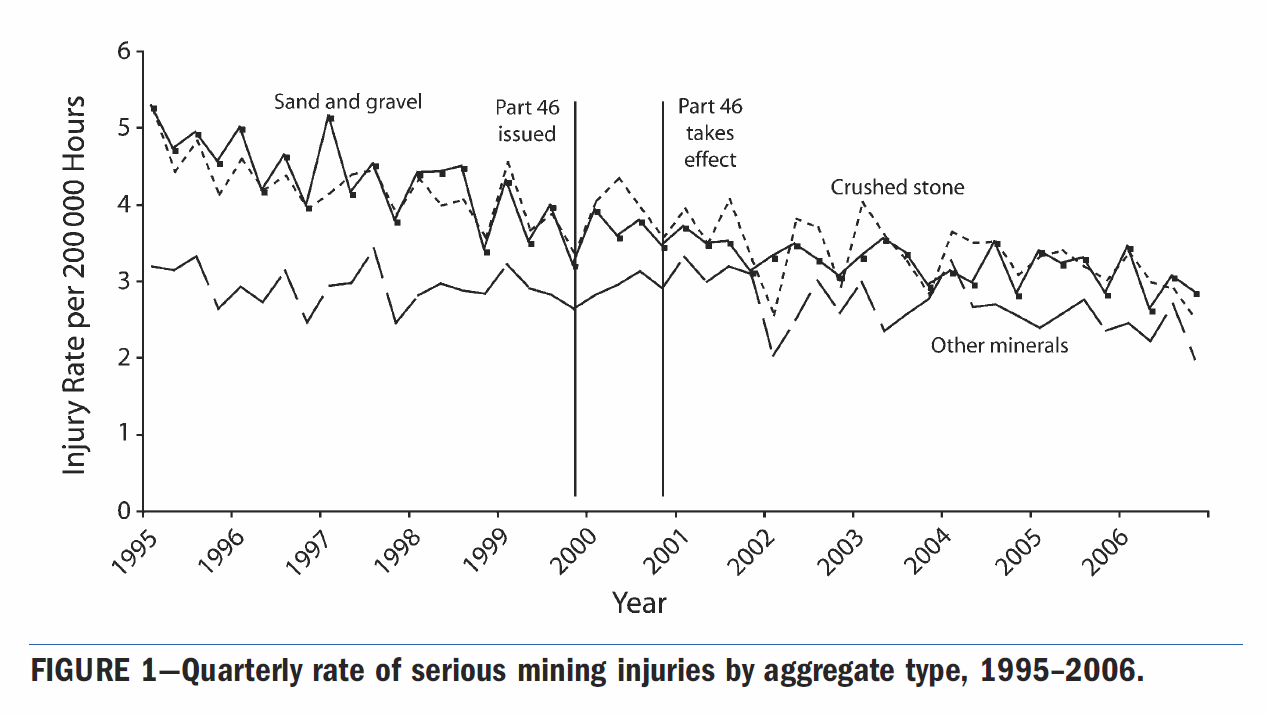 6
5
4
3
2
1
0
Injury Rate per 200 000 Hours
Sand and gravel
Part 46
issued
Part 46
takes
effect
Crushed stone
Other minerals
1995
1996
1997
1998
1999
2000
2001
2002
2003
2004
2005
2006
Year
FIGURE 1—Quarterly rate of serious mining injuries by aggregate type, 1995–2006.